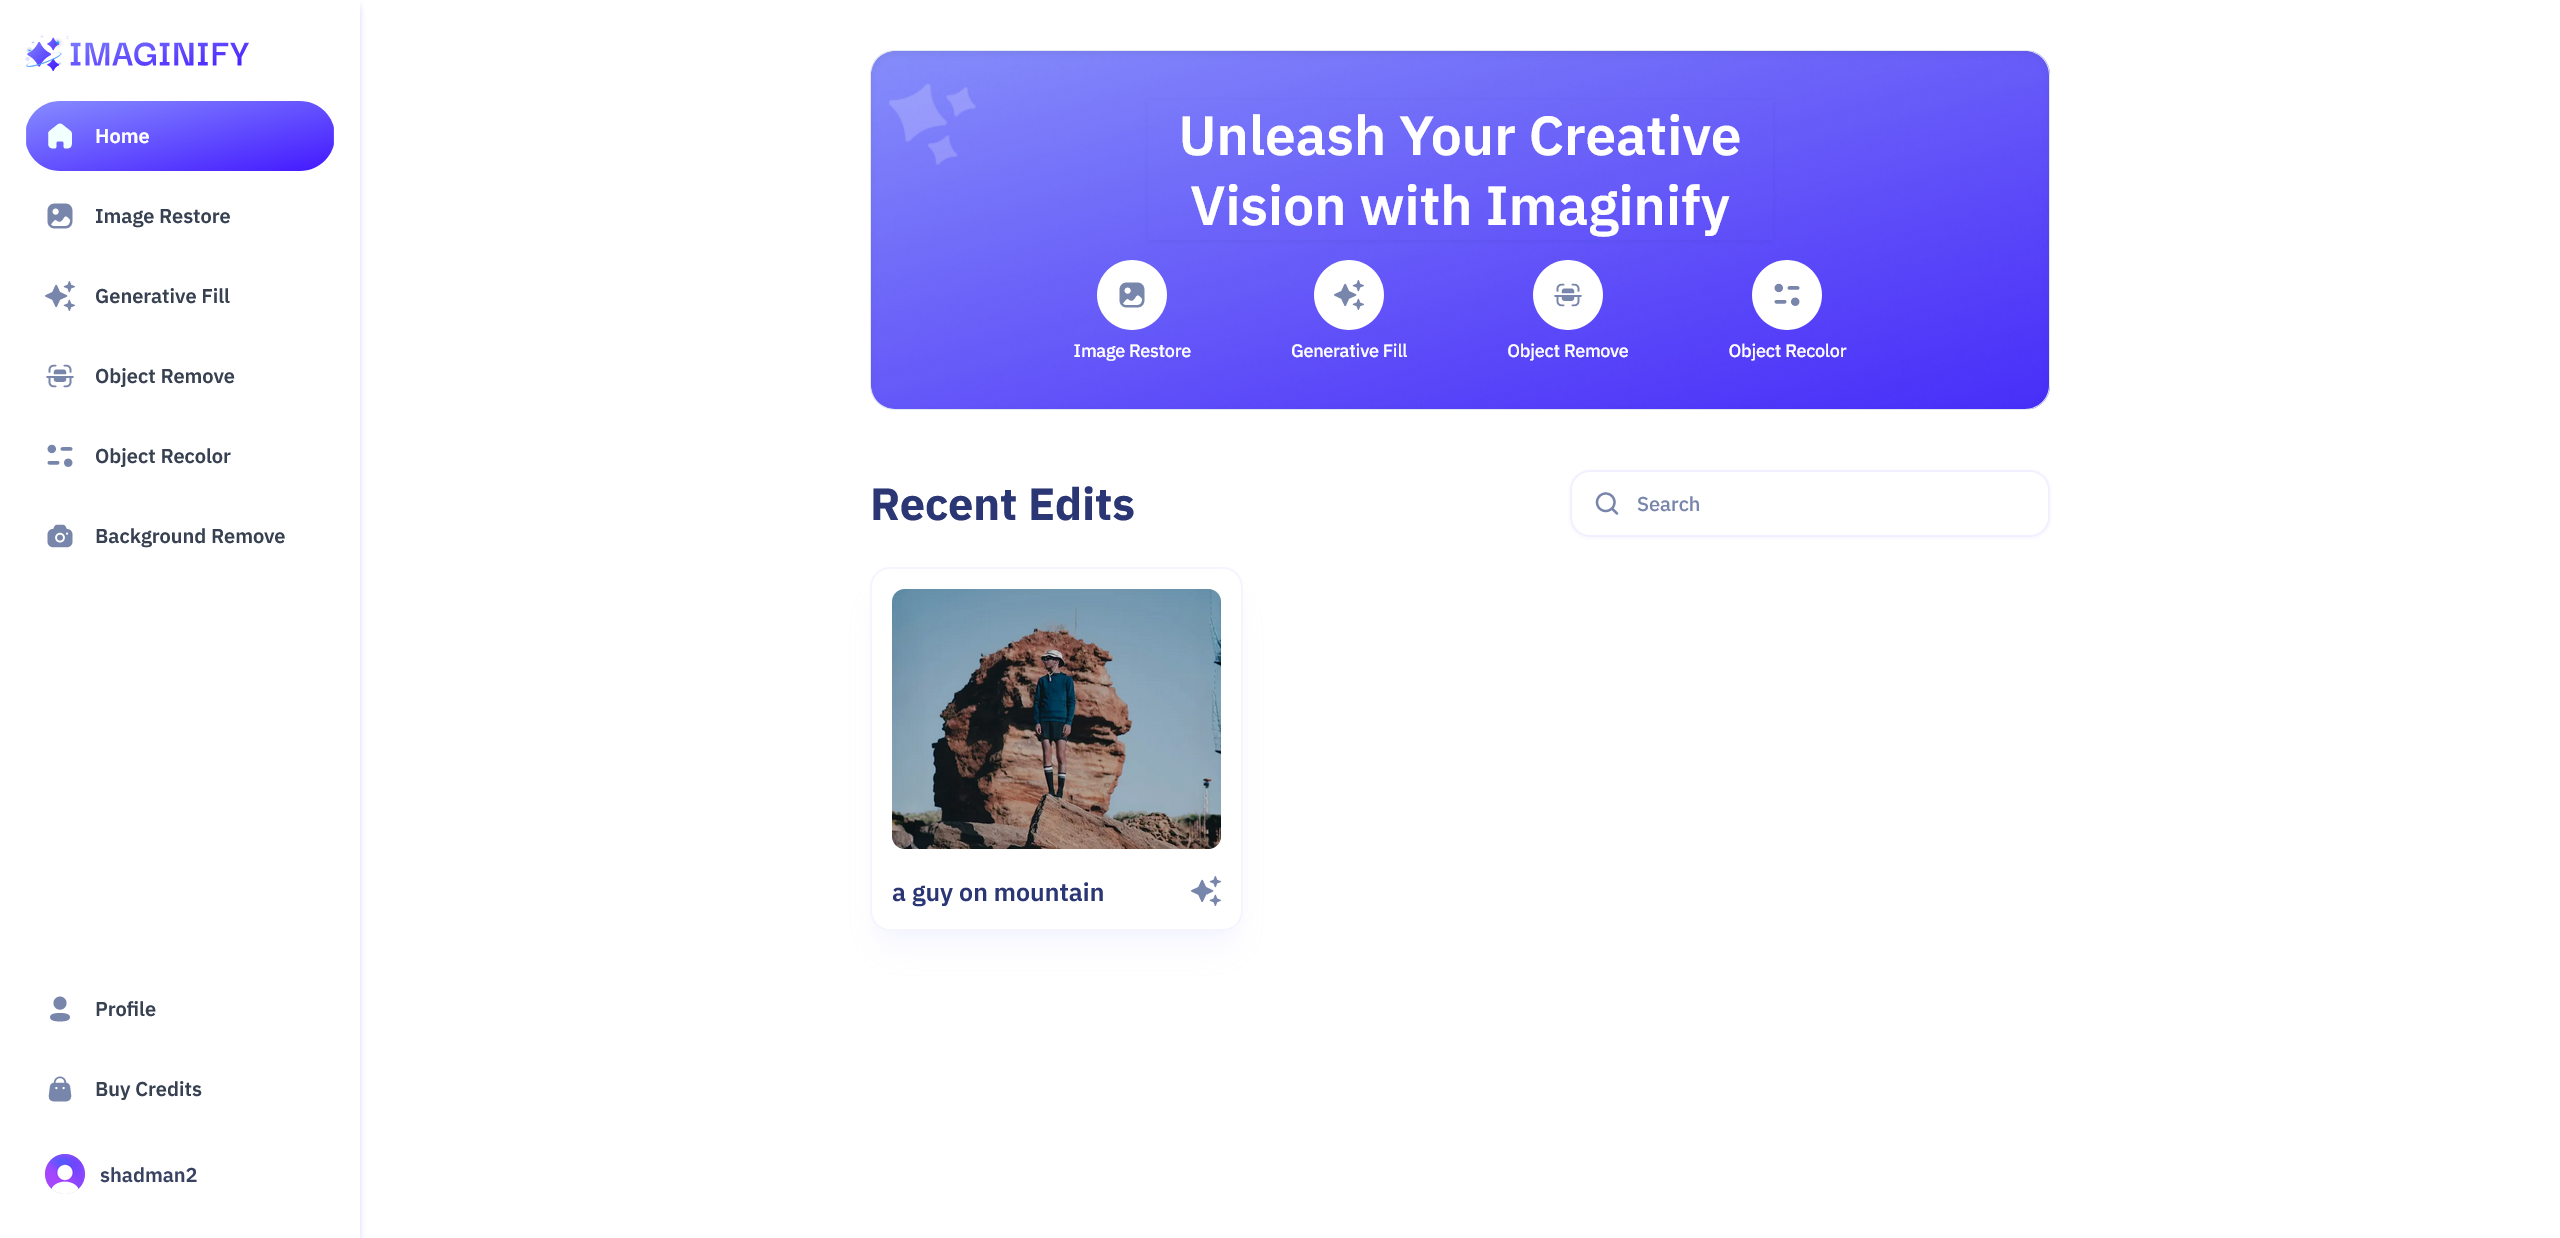 IMAGINIFY
Home
Image Restore
Generative Fill
Object Remove
Object Recolor
Background Remove
Profile
Buy Credits
shadman2
Unleash Your Creative
Vision with Imaginify
Image Restore
Generative Fill
Object Remove
Object Recolor
Recent Edits
Search
a guy on mountain